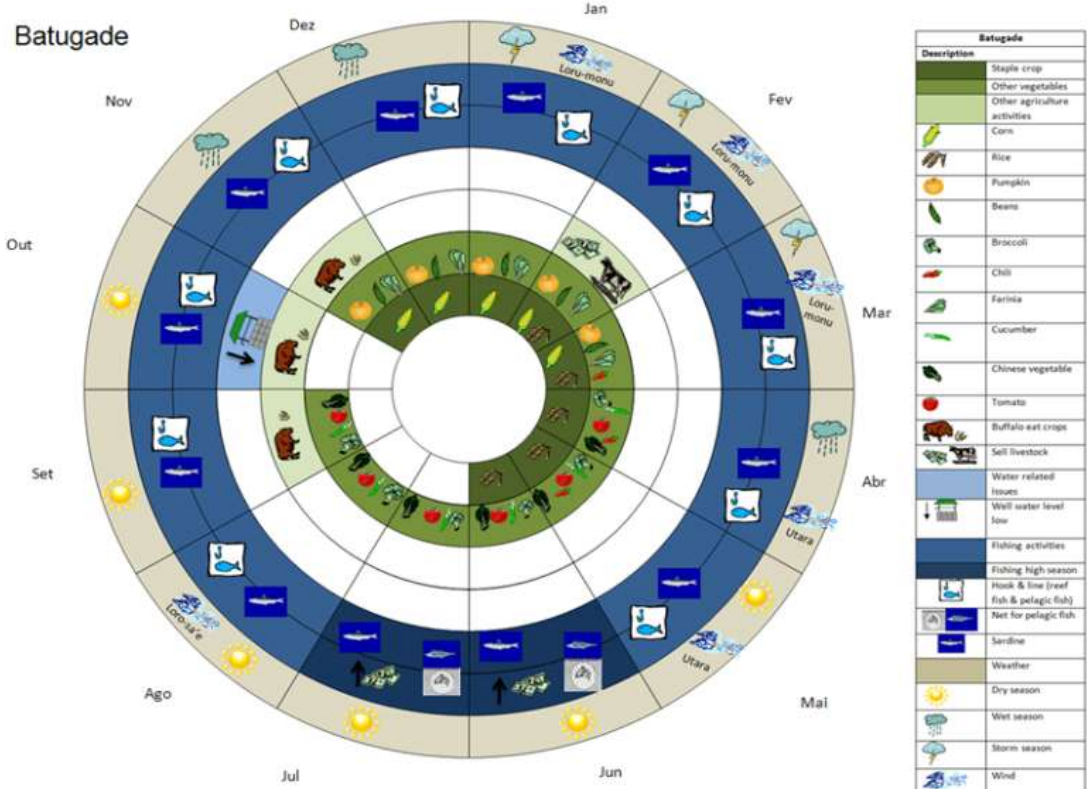 Batugade
Jan
Fev
Mar
Abr
Mai
Jun
Jul
Ago
Set
Out
Nov
Dez
Loru-monu
Loru-monu
Loru-
monu
Utara
Utara
Loro-sa'e
Batugade
Description
Staple crop
Other vegetables
Other agriculture
activities
Corn
Rice
Pumpkin
Beans
Broccoli
Chili
Farinia
Cucumber
Chinese vegetable
Tomato
Buffalo eat crops
Sell livestock
Water related
issues
Well water level
low
Fishing activities
Fishing high season
Hook & line (reef
fish & pelagic fish)
Net for pelagic fish
Sardine
Weather
Dry season
Wet season
Storm season
Wind